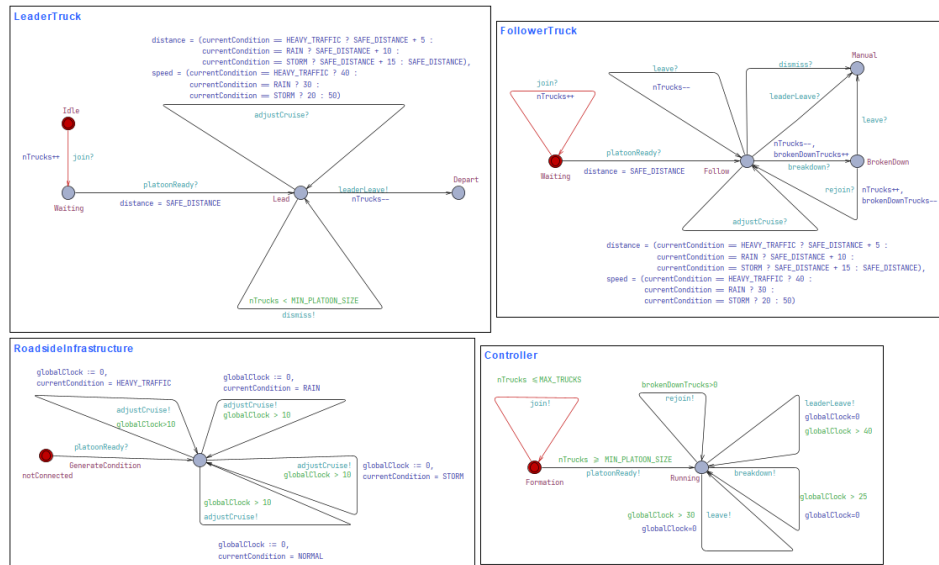 LeaderTruck
distance = (currentCondition == HEAVY_TRAFFIC ? SAFE_DISTANCE + 5 :
currentCondition == RAIN ? SAFE_DISTANCE + 10 :
currentCondition == STORM ? SAFE_DISTANCE + 15 : SAFE_DISTANCE),
speed = (currentCondition == HEAVY_TRAFFIC ? 40 :
currentCondition == RAIN ? 30 :
currentCondition == STORM ? 20 : 50)
adjustCruise?
Idle
nTrucks++
join?
platoonReady?
Waiting
distance = SAFE_DISTANCE
Lead
leaderLeave!
nTrucks--
Depart
nTrucks < MIN_PLATOON_SIZE
dismiss!
FollowerTruck
join?
nTrucks++
leave?
nTrucks--
dismiss?
Manual
leaderLeave?
leave?
platoonReady?
Waiting
distance = SAFE_DISTANCE
Follow
nTrucks--,
brokenDownTrucks++
breakdown?
BrokenDown
rejoin?
nTrucks++,
brokenDownTrucks--
adjustCruise?
distance = (currentCondition == HEAVY_TRAFFIC ? SAFE_DISTANCE + 5 :
currentCondition == RAIN ? SAFE_DISTANCE + 10 :
currentCondition == STORM ? SAFE_DISTANCE + 15 : SAFE_DISTANCE),
speed = (currentCondition == HEAVY_TRAFFIC ? 40 :
currentCondition == RAIN ? 30 :
currentCondition == STORM ? 20 : 50)
RoadsideInfrastructure
globalClock := 0,
currentCondition = HEAVY_TRAFFIC
adjustCruise!
globalClock>10
globalClock := 0,
currentCondition = RAIN
adjustCruise!
globalClock > 10
platoonReady?
notConnected
GenerateCondition
adjustCruise!
globalClock > 10
globalClock := 0,
currentCondition = STORM
globalClock > 10
adjustCruise!
globalClock := 0,
currentCondition = NORMAL
Controller
nTrucks ≤MAX_TRUCKS
join!
brokenDownTrucks>0
rejoin!
leaderLeave!
globalClock=0
globalClock > 40
nTrucks ≥ MIN_PLATOON_SIZE
platoonReady!
Formation
Running
breakdown!
globalClock > 25
globalClock=0
globalClock > 30
globalClock=0
leave!